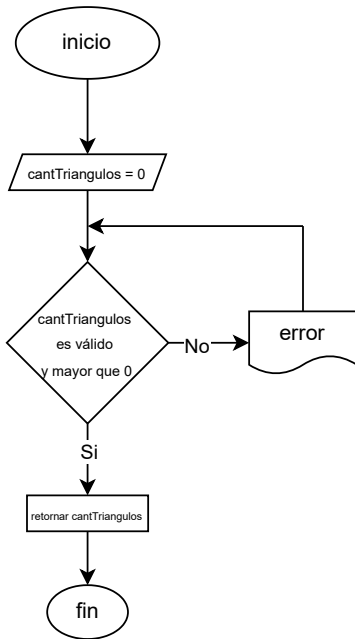 inicio
cantTriangulos = 0
cantTriangulos
es válido
y mayor que 0
No
error
Si
retornar cantTriangulos
fin